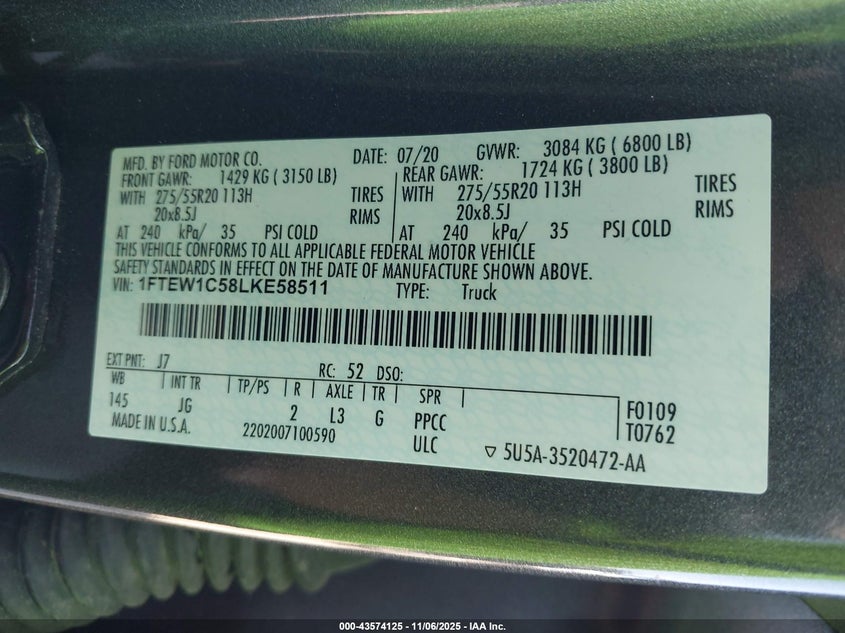 MFD. BY FORD MOTOR CO. DATE: 07/20 GVWR: 3084 KG ( 6800 LB)
FRONT GAWR: 1429 KG ( 3150 LB) REAR GAWR: 1724 KG ( 3800 LB)
WITH 275/55R20 113H TIRES WITH 275/55R20 113H TIRES
20x8.5J RIMS 20x8.5J RIMS
AT 240 kPa/ 35 PSI COLD AT 240 kPa/ 35 PSI COLD
THIS VEHICLE CONFORMS TO ALL APPLICABLE FEDERAL MOTOR VEHICLE
SAFETY STANDARDS IN EFFECT ON THE DATE OF MANUFACTURE SHOWN ABOVE.
VIN: 1FTEW1C58LKE58511 TYPE: Truck
EXT PNT: J7 RC: 52 DSO:
WB INT TR TP/PS R AXLE TR SPR
145 JG 2 L3 G PPCC F0109
MADE IN U.S.A. 2202007100590 ULC T0762
▽ 5U5A-3520472-AA
000-43574125 - 11/06/2025 - IAA Inc.